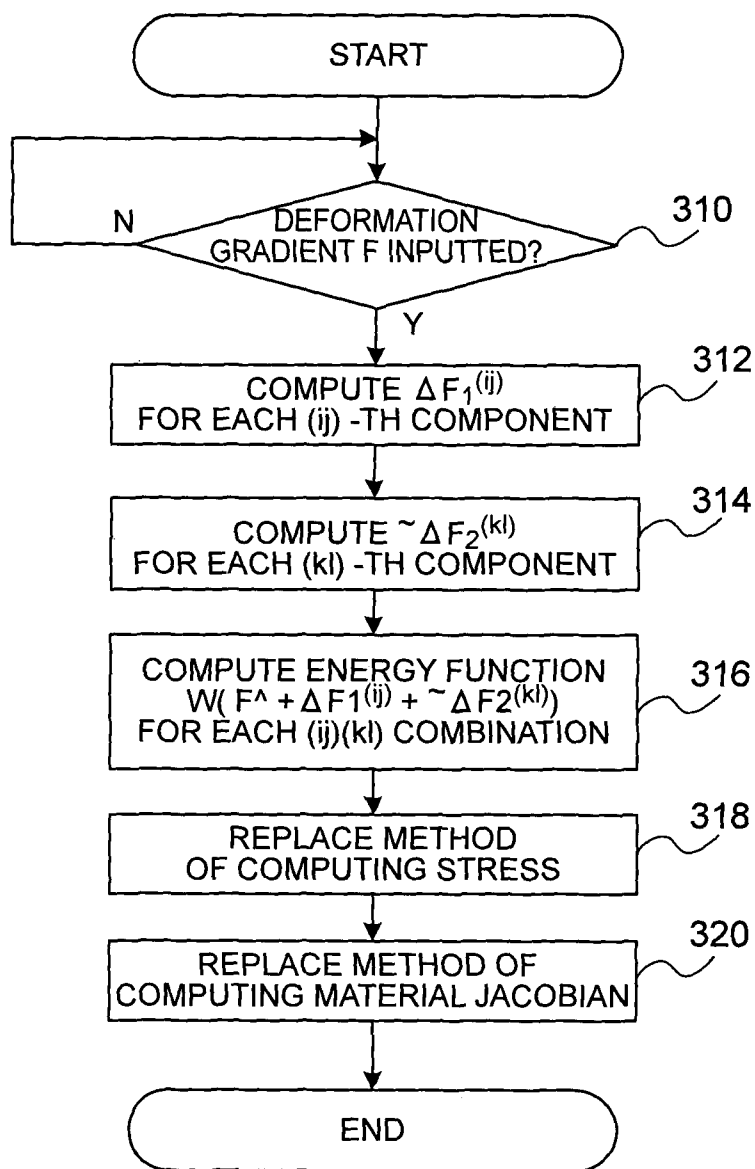 START
N
DEFORMATION
GRADIENT F INPUTTED?
310
Y
312
COMPUTE ΔF₁⁽ⁱʲ⁾
FOR EACH (ij) -TH COMPONENT
314
COMPUTE ~ΔF₂⁽ᵏˡ⁾
FOR EACH (kl) -TH COMPONENT
316
COMPUTE ENERGY FUNCTION
W( F^ + ΔF1⁽ⁱʲ⁾ + ~ΔF2⁽ᵏˡ⁾)
FOR EACH (ij)(kl) COMBINATION
318
REPLACE METHOD
OF COMPUTING STRESS
320
REPLACE METHOD OF
COMPUTING MATERIAL JACOBIAN
END